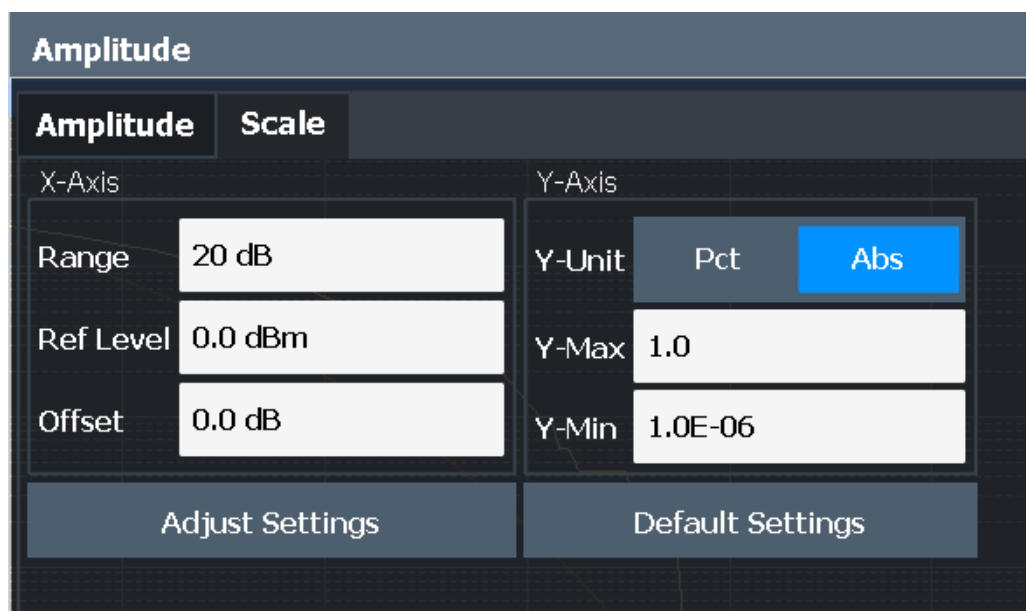 Amplitude
Amplitude Scale
X-Axis Y-Axis
Range 20 dB Y-Unit Pct Abs
Ref Level 0.0 dBm Y-Max 1.0
Offset 0.0 dB Y-Min 1.0E-06
Adjust Settings Default Settings